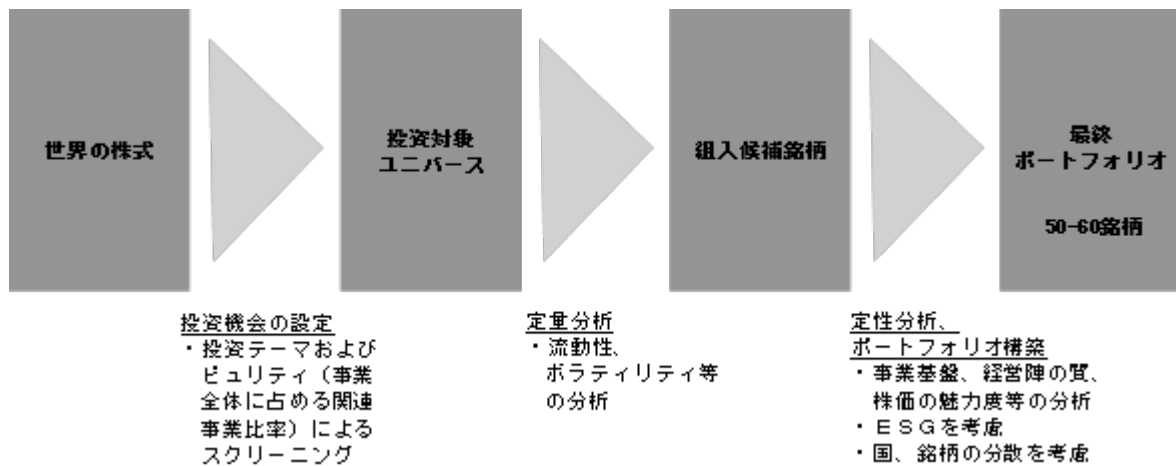 世界の株式
投資対象
ユニバース
組入候補銘柄
最終
ポートフォリオ
50-60銘柄
投資機会の設定
・投資テーマおよび
ピュリティ（事業
全体に占める関連
事業比率）による
スクリーニング
定量分析
・流動性、
ボラティリティ等
の分析
定性分析、
ポートフォリオ構築
・事業基盤、経営陣の質、
株価の魅力度等の分析
・ＥＳＧを考慮
・国、銘柄の分散を考慮